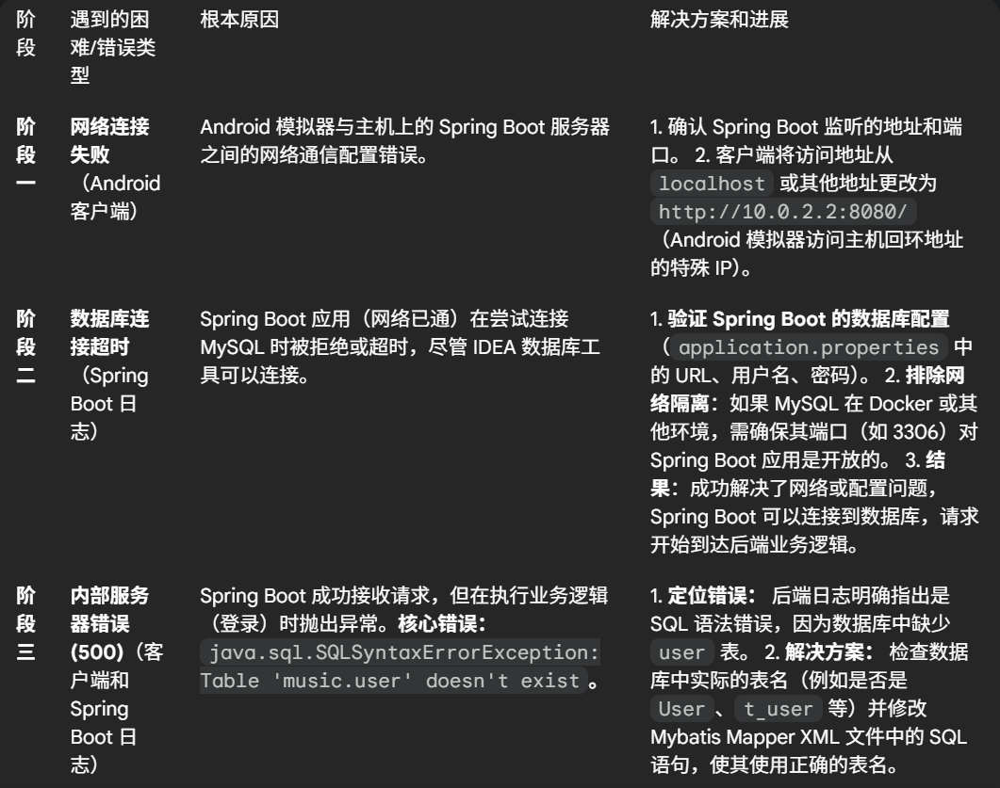 阶段
遇到的困难/错误类型
根本原因
解决方案和进展
阶段一
网络连接
失败
（Android
客户端）
Android 模拟器与主机上的 Spring Boot 服务器
之间的网络通信配置错误。
1. 确认 Spring Boot 监听的地址和端
口。 2. 客户端将访问地址从
localhost 或其他地址更改为
http://10.0.2.2:8080/
（Android 模拟器访问主机回环地址
的特殊 IP）。
阶段二
数据库连
接超时
（Spring
Boot 日
志）
Spring Boot 应用（网络已通）在尝试连接
MySQL 时被拒绝或超时，尽管 IDEA 数据库工
具可以连接。
1. 验证 Spring Boot 的数据库配置
（ application.properties 中
的 URL、用户名、密码）。 2. 排除网
络隔离：如果 MySQL 在 Docker 或其
他环境，需确保其端口（如 3306）对
Spring Boot 应用是开放的。 3. 结
果：成功解决了网络或配置问题，
Spring Boot 可以连接到数据库，请求
开始到达后端业务逻辑。
阶段三
内部服务
器错误
(500)（客
户端和
Spring
Boot 日
志）
Spring Boot 成功接收请求，但在执行业务逻辑
（登录）时抛出异常。核心错误：
java.sql.SQLSyntaxErrorException:
Table 'music.user' doesn't exist 。
1. 定位错误： 后端日志明确指出是
SQL 语法错误，因为数据库中缺少
user 表。 2. 解决方案： 检查数据
库中实际的表名（例如是否是
User 、 t_user 等）并修改
Mybatis Mapper XML 文件中的 SQL
语句，使其使用正确的表名。